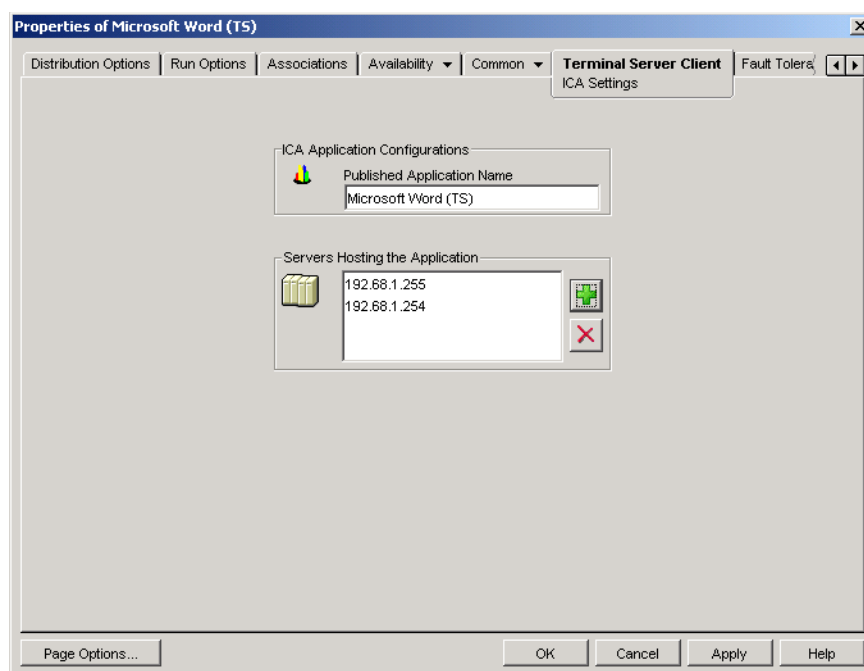 Properties of Microsoft Word (TS)
Distribution Options
Run Options
Associations
Availability
Common
Terminal Server Client
Fault Tolera
ICA Settings
ICA Application Configurations
Published Application Name
Microsoft Word (TS)
Servers Hosting the Application
192.68.1.255
192.68.1.254
Page Options...
OK
Cancel
Apply
Help